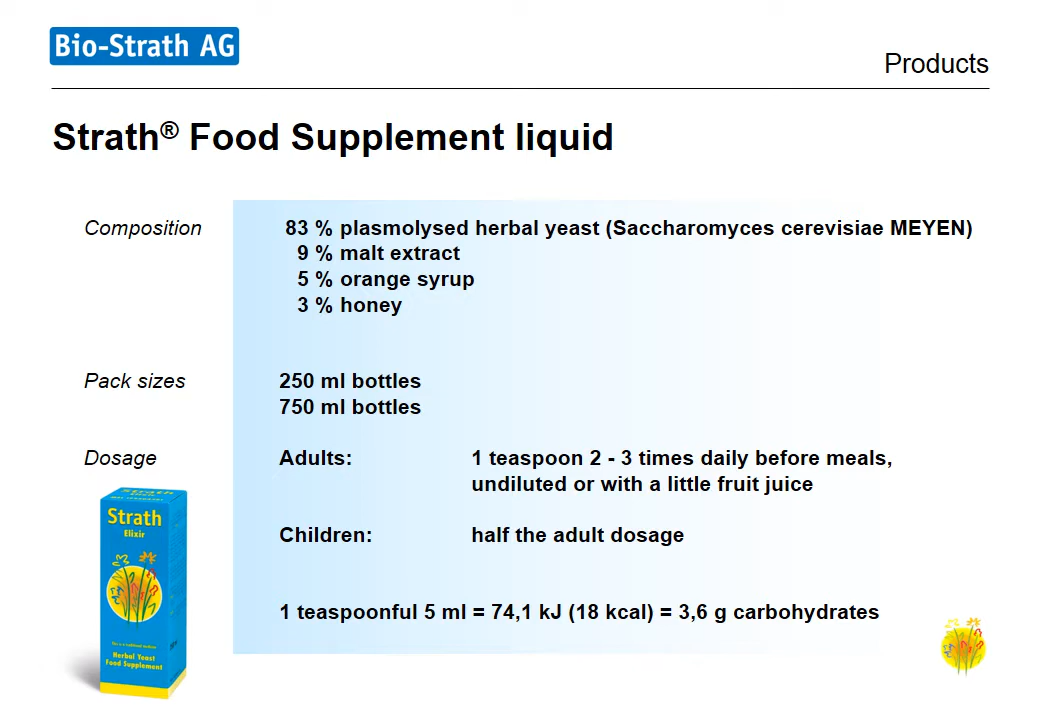 Bio-Strath AG
Products
Strath® Food Supplement liquid
Composition
83 % plasmolysed herbal yeast (Saccharomyces cerevisiae MEYEN)
9 % malt extract
5 % orange syrup
3 % honey
Pack sizes
250 ml bottles
750 ml bottles
Dosage
Adults: 1 teaspoon 2 - 3 times daily before meals,
undiluted or with a little fruit juice
Children: half the adult dosage
1 teaspoonful 5 ml = 74,1 kJ (18 kcal) = 3,6 g carbohydrates
Strath
Elixir
Herbal Yeast
Food Supplement